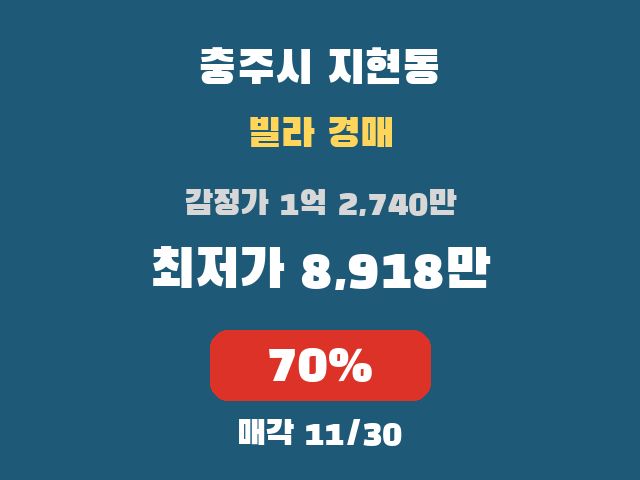 충주시 지현동
빌라 경매
감정가 1억 2,740만
최저가 8,918만
70%
매각 11/30